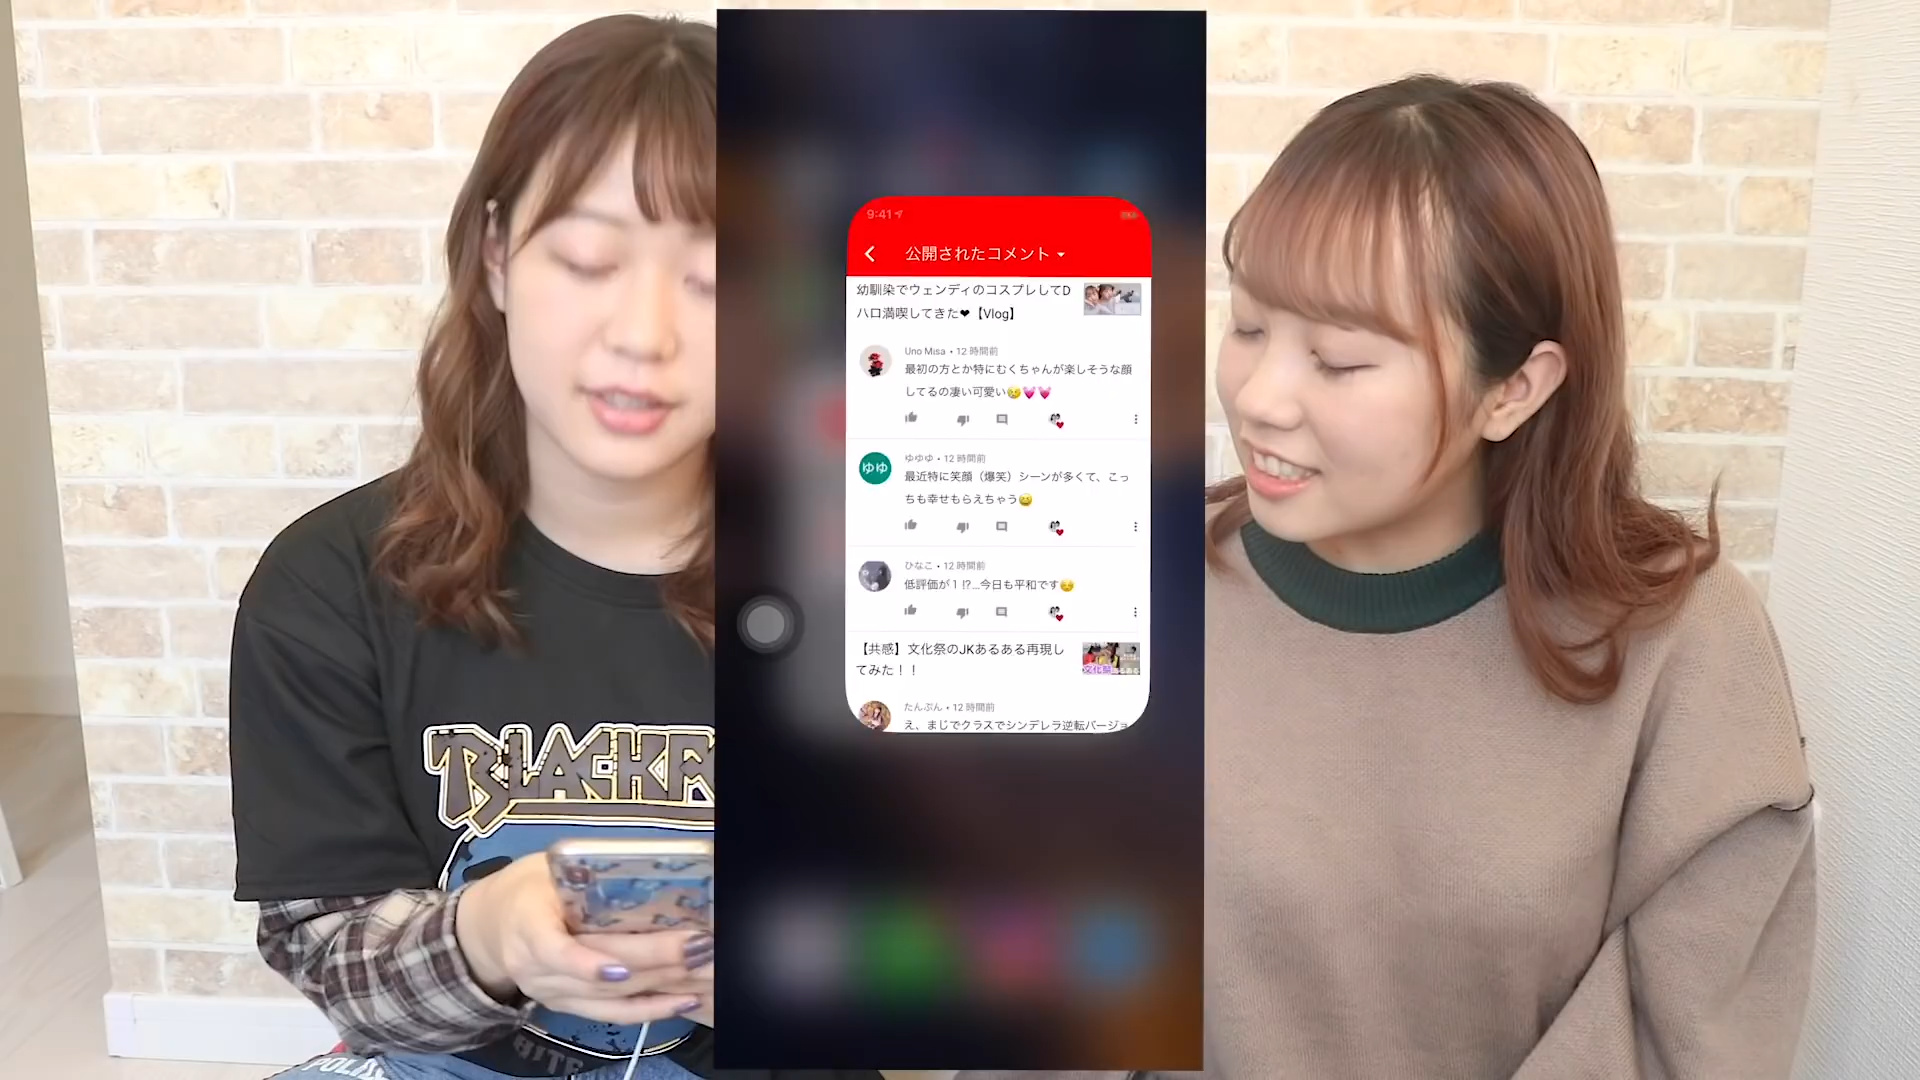 9:41
公開されたコメント
幼馴染でウェンディのコスプレしてD
ハロ満喫してきた❤【Vlog】
Uno Misa • 12 時間前
最初の方とか特にむくちゃんが楽しそうな顔
してるの凄い可愛い😢💓💓
ゆゆ
ゆゆゆ • 12 時間前
最近特に笑顔（爆笑）シーンが多くて、こっ
ちも幸せもらえちゃう😄
ひなこ • 12 時間前
低評価が１⁉...今日も平和です☺
【共感】文化祭のJKあるある再現し
てみた！！
文化祭
たんぷん • 12 時間前
え、まじでクラスでシンデレラ逆転バージョ
BLACK
POLI